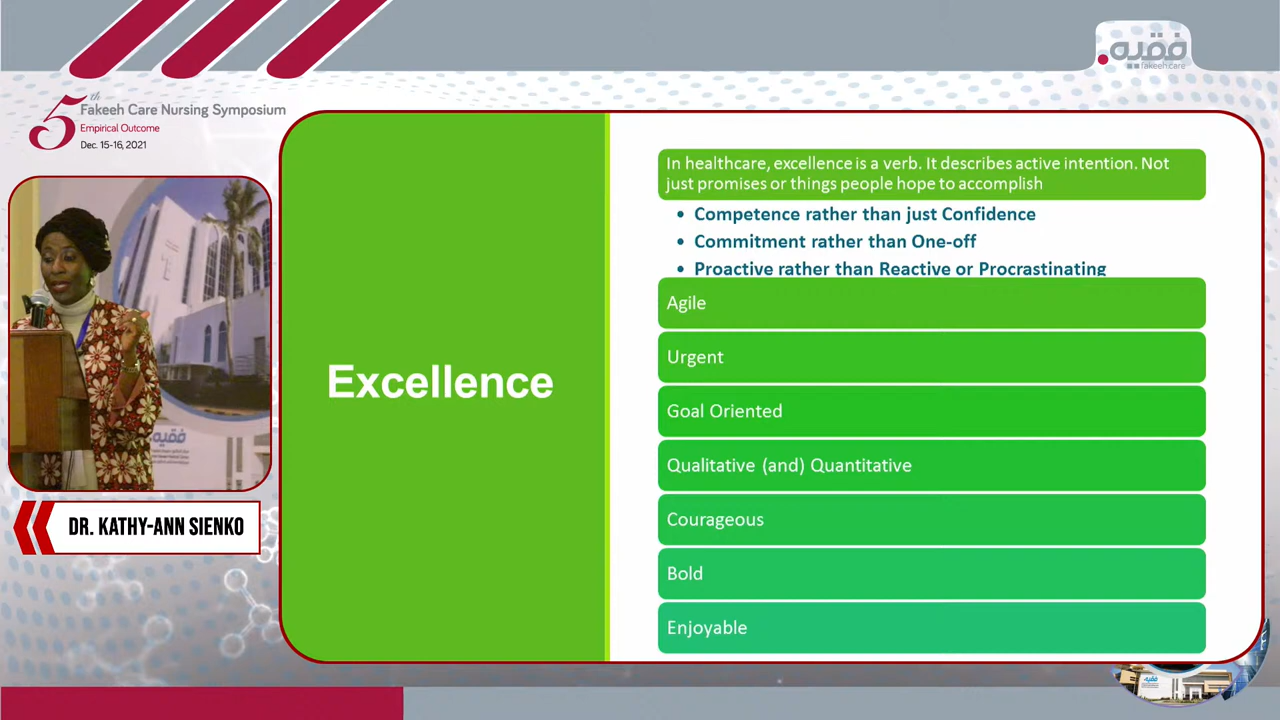 فقيه
fakeeh.care
5th
Fakeeh Care Nursing Symposium
Empirical Outcome
Dec. 15-16, 2021
In healthcare, excellence is a verb. It describes active intention. Not
just promises or things people hope to accomplish
• Competence rather than just Confidence
• Commitment rather than One-off
• Proactive rather than Reactive or Procrastinating
Excellence
Agile
Urgent
Goal Oriented
Qualitative (and) Quantitative
Courageous
Bold
Enjoyable
فقيه
DR. KATHY-ANN SIENKO